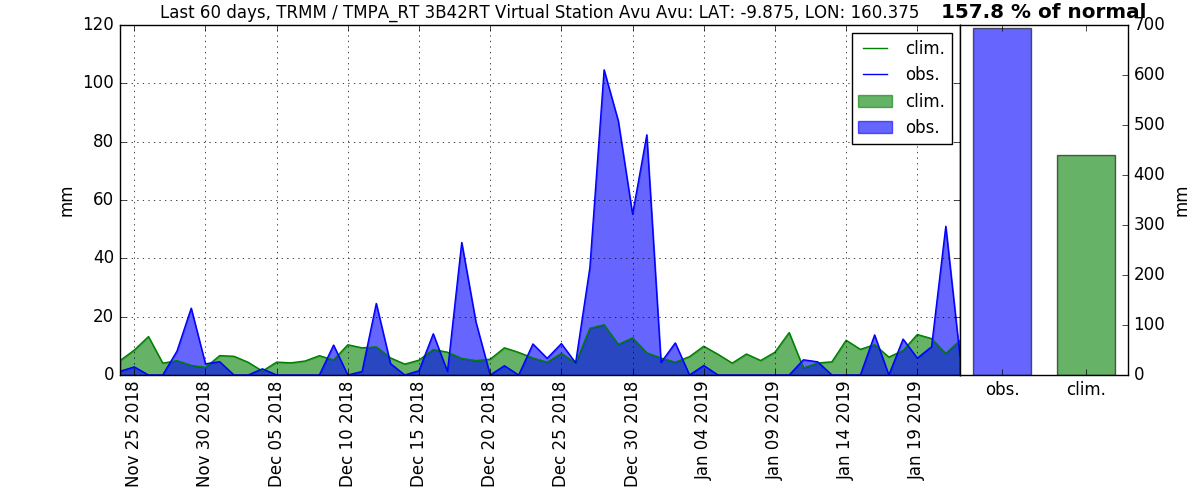 Last 60 days, TRMM / TMPA_RT 3B42RT Virtual Station Avu Avu: LAT: -9.875, LON: 160.375
157.8 % of normal
120
100
80
60
40
20
0
mm
clim.
obs.
clim.
obs.
Nov 25 2018
Nov 30 2018
Dec 05 2018
Dec 10 2018
Dec 15 2018
Dec 20 2018
Dec 25 2018
Dec 30 2018
Jan 04 2019
Jan 09 2019
Jan 14 2019
Jan 19 2019
700
600
500
400
300
200
100
0
mm
obs.
clim.